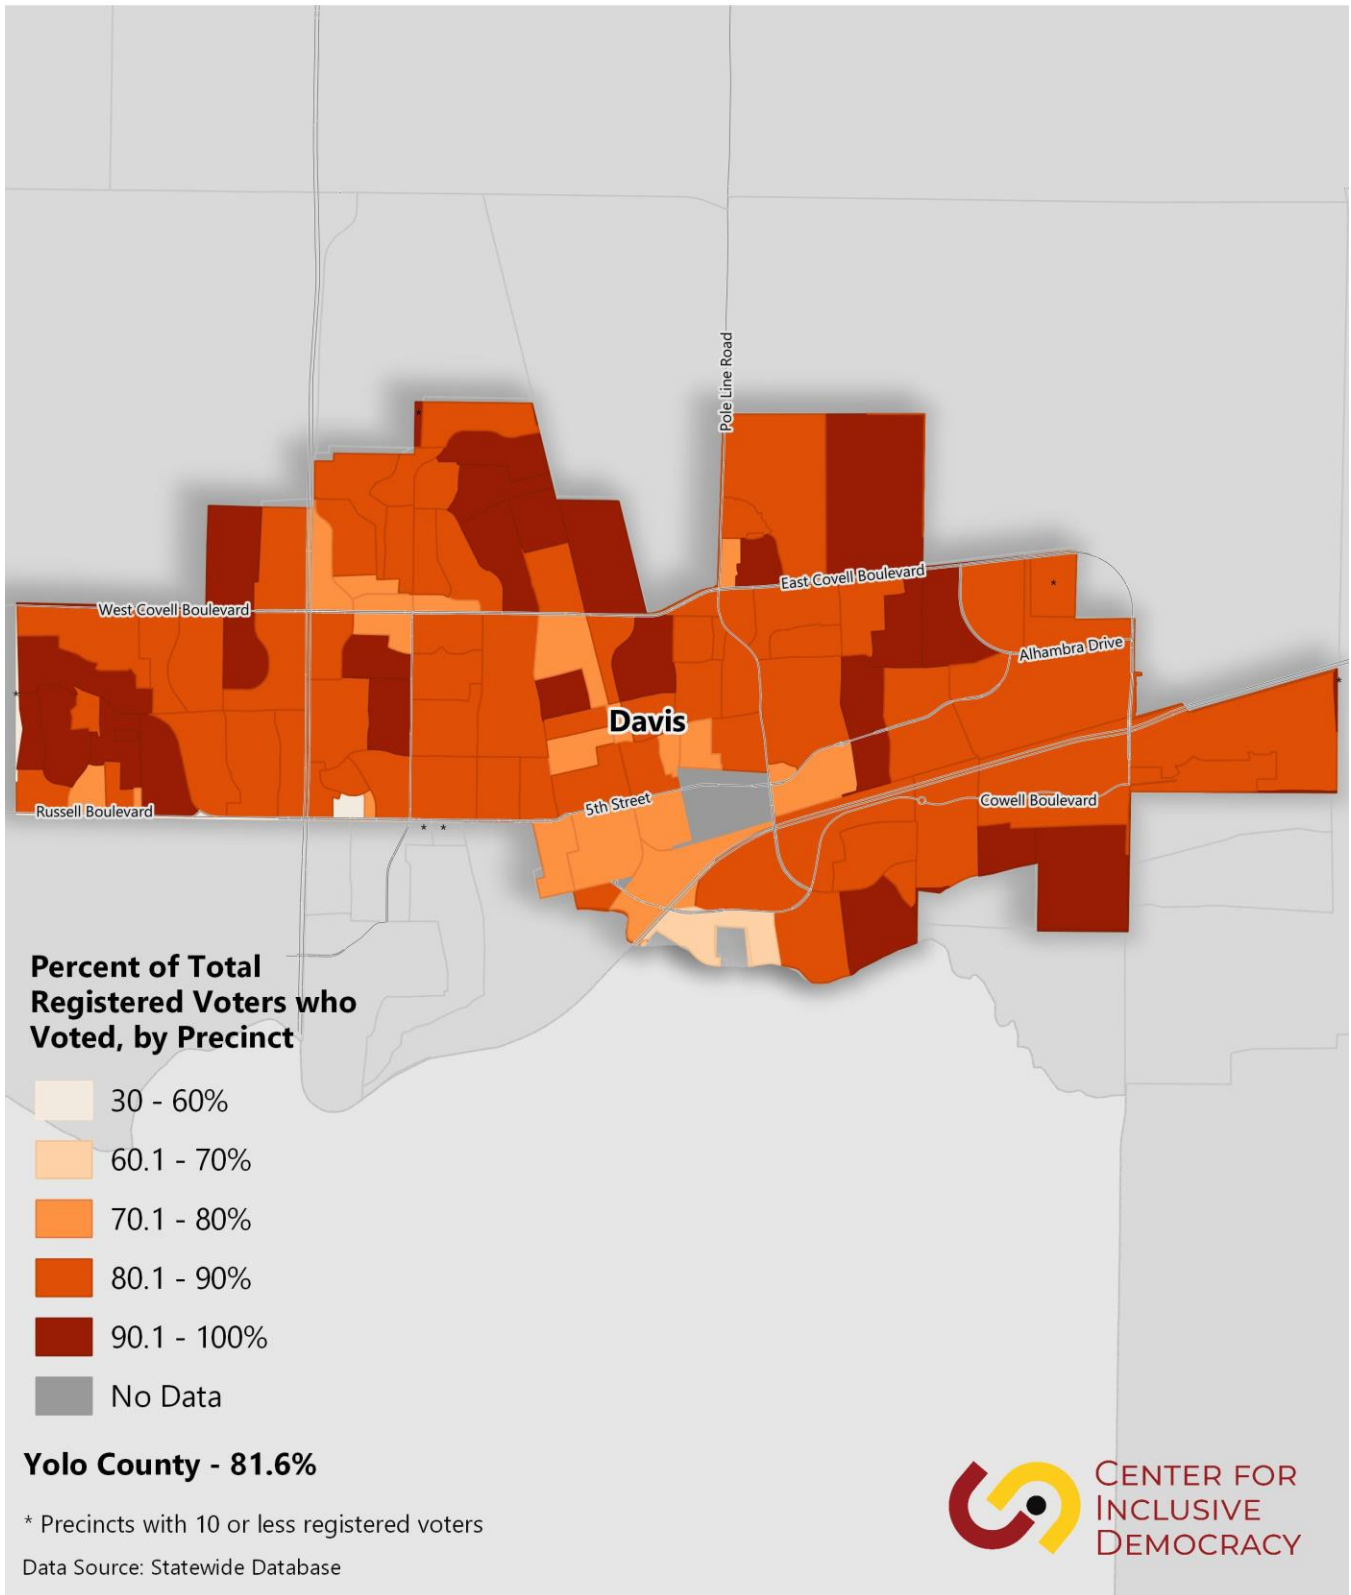 Pole Line Road
East Covell Boulevard
West Covell Boulevard
Alhambra Drive
Davis
5th Street
Cowell Boulevard
Russell Boulevard
*
*
*
*
* *
Percent of Total
Registered Voters who
Voted, by Precinct
30 - 60%
60.1 - 70%
70.1 - 80%
80.1 - 90%
90.1 - 100%
No Data
Yolo County - 81.6%
* Precincts with 10 or less registered voters
Data Source: Statewide Database
CENTER FOR
INCLUSIVE
DEMOCRACY